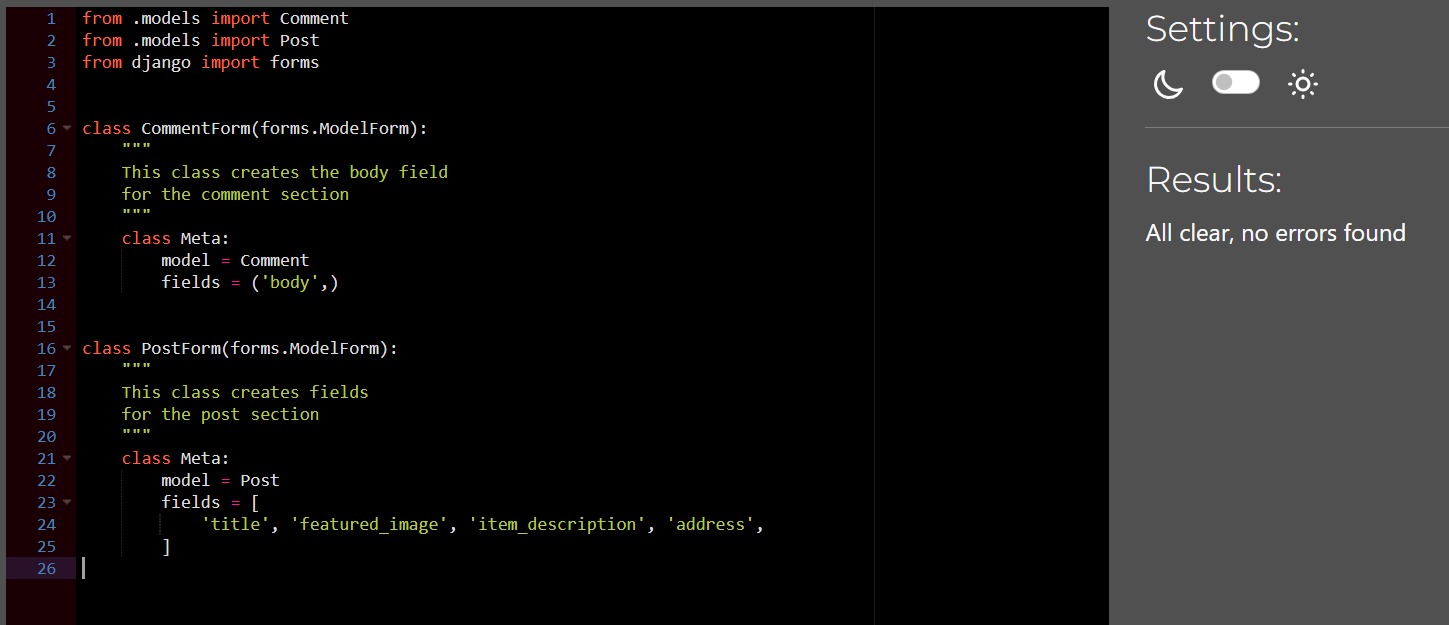 1 from .models import Comment
2 from .models import Post
3 from django import forms
4
5
6 class CommentForm(forms.ModelForm):
7     """
8     This class creates the body field
9     for the comment section
10     """
11     class Meta:
12         model = Comment
13         fields = ('body',)
14
15
16 class PostForm(forms.ModelForm):
17     """
18     This class creates fields
19     for the post section
20     """
21     class Meta:
22         model = Post
23         fields = [
24             'title', 'featured_image', 'item_description', 'address',
25         ]
26
Settings:
Results:
All clear, no errors found